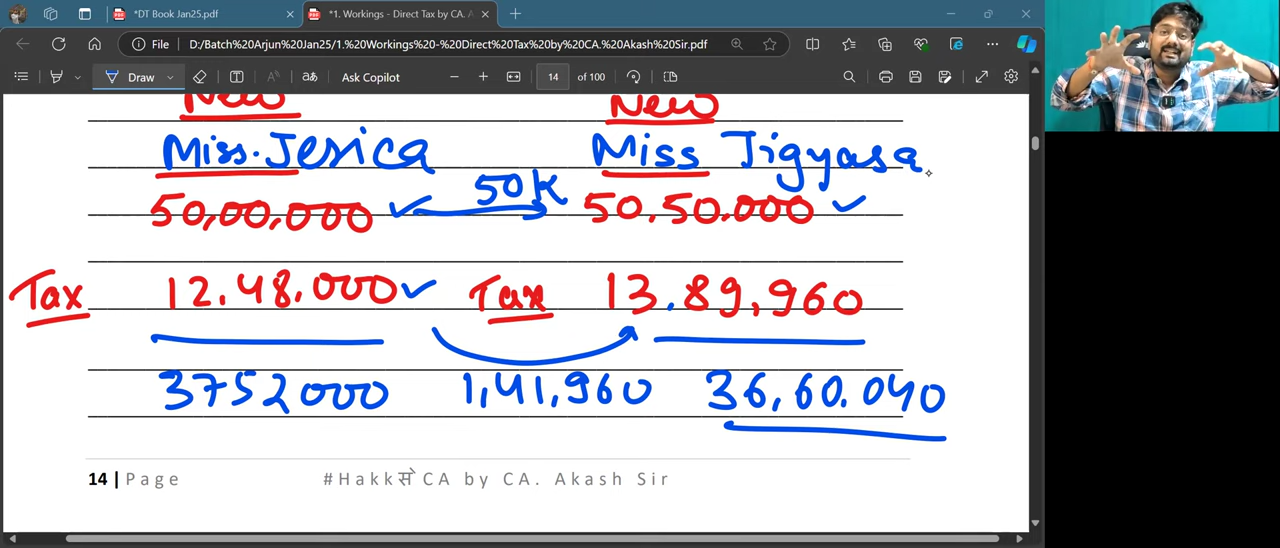 *DT Book Jan25.pdf
*1. Workings - Direct Tax by CA. A
File D:/Batch%20Arjun%20Jan25/1.%20Workings%20-%20Direct%20Tax%20by%20CA.%20Akash%20Sir.pdf
Draw Ask Copilot 14 of 100
New New
Miss. Jesica Miss Jigyasa
50,00,000 50K 50.50.000
Tax 12.48.000 Tax 13.89,960
3752000 1,41,960 36,60.040
14 | Page #Hakkसे CA by CA. Akash Sir